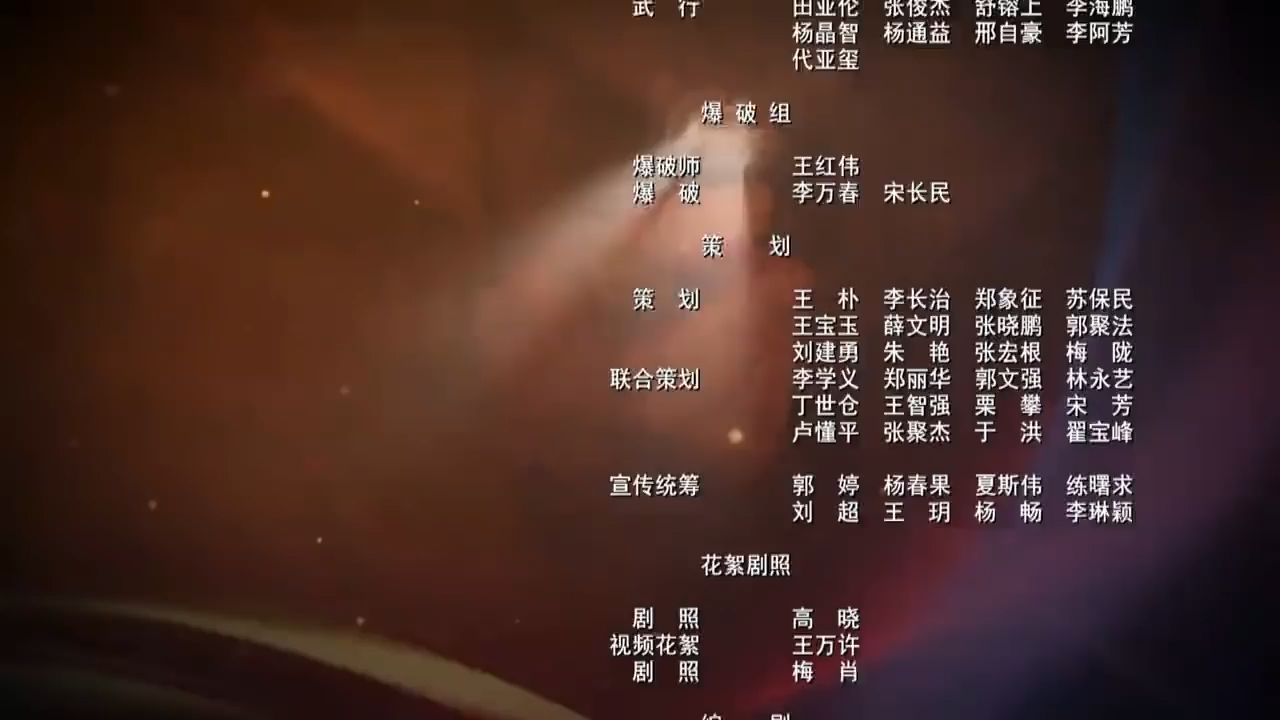 武 行 田亚伦 张俊杰 舒镕上 李海鹏
杨晶智 杨通益 邢自豪 李阿芳
代亚玺
爆 破 组
爆破师 王红伟
爆 破 李万春 宋长民
策 划
策 划 王 朴 李长治 郑象征 苏保民
王宝玉 薛文明 张晓鹏 郭聚法
刘建勇 朱 艳 张宏根 梅 陇
联合策划 李学义 郑丽华 郭文强 林永艺
丁世仓 王智强 栗 攀 宋 芳
卢懂平 张聚杰 于 洪 翟宝峰
宣传统筹 郭 婷 杨春果 夏斯伟 练曙求
刘 超 王 玥 杨 畅 李琳颖
花絮剧照
剧 照 高 晓
视频花絮 王万许
剧 照 梅 肖
编 剧